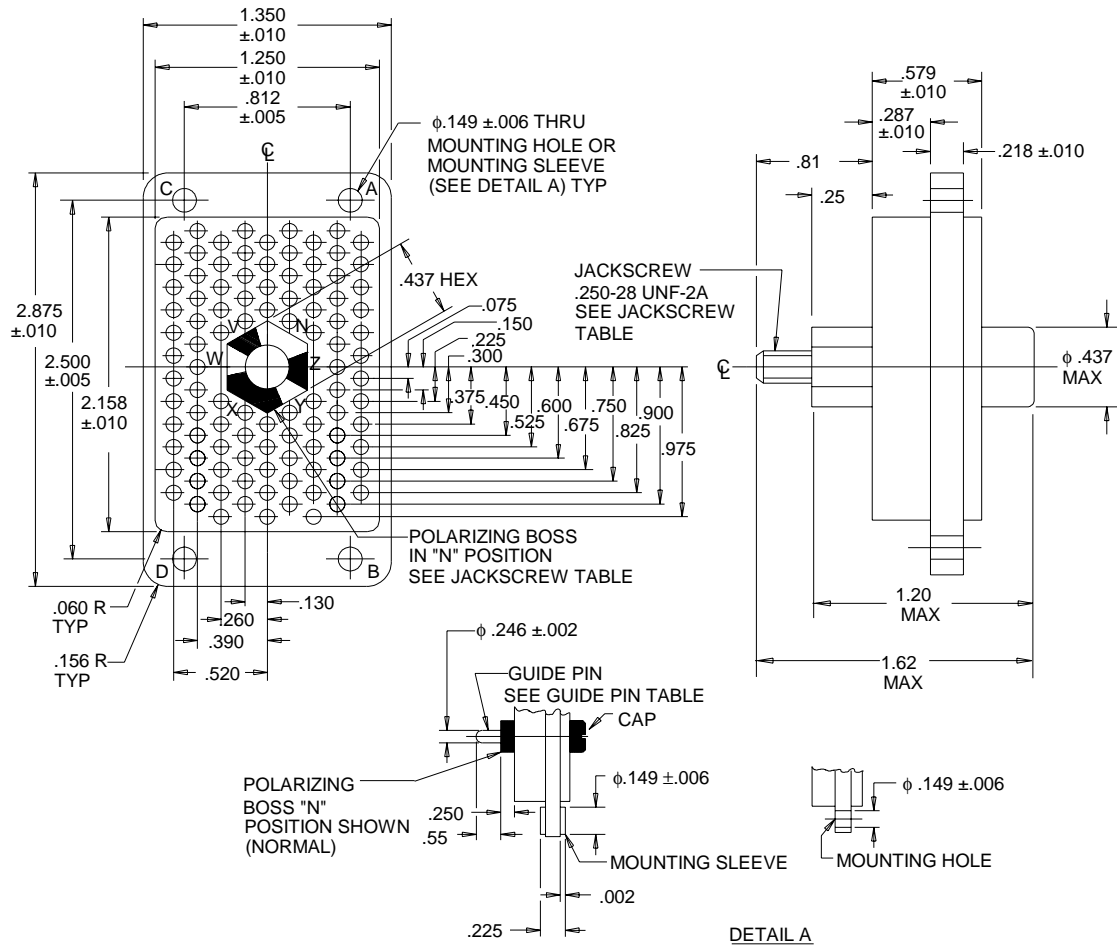 1.350
±.010
1.250
±.010
.812
±.005
ϕ.149 ±.006 THRU
MOUNTING HOLE OR
MOUNTING SLEEVE
(SEE DETAIL A) TYP
℄
C
A
2.875
±.010
2.500
±.005
2.158
±.010
.437 HEX
.075
.150
.225
.300
.375
.450
.525
.600
.675
.750
.825
.900
.975
V
N
W
Z
X
Y
POLARIZING BOSS
IN "N" POSITION
SEE JACKSCREW TABLE
D
B
.060 R
TYP
.156 R
TYP
.130
.260
.390
.520
.579
±.010
.287
±.010
.218 ±.010
.81
.25
JACKSCREW
.250-28 UNF-2A
SEE JACKSCREW
TABLE
℄
ϕ .437
MAX
1.20
MAX
1.62
MAX
ϕ .246 ±.002
GUIDE PIN
SEE GUIDE PIN TABLE
CAP
POLARIZING
BOSS "N"
POSITION SHOWN
(NORMAL)
.250
.55
ϕ.149 ±.006
MOUNTING SLEEVE
.002
.225
ϕ .149 ±.006
MOUNTING HOLE
DETAIL A